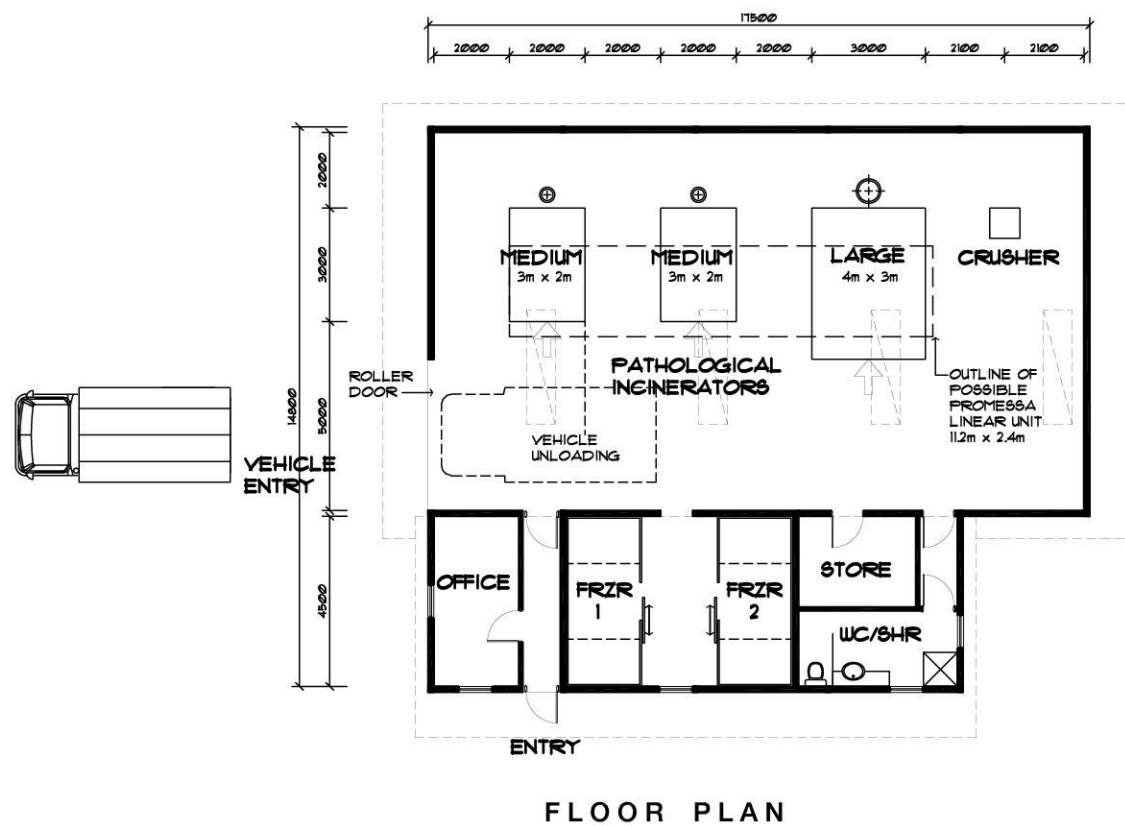 17500
2000 2000 2000 2000 2000 3000 2100 2100
2000
3000
14800
5000
4500
MEDIUM
3m x 2m
MEDIUM
3m x 2m
LARGE
4m x 3m
CRUSHER
PATHOLOGICAL
INCINERATORS
ROLLER
DOOR
OUTLINE OF
POSSIBLE
PROMESSA
LINEAR UNIT
11.2m x 2.4m
VEHICLE
UNLOADING
VEHICLE
ENTRY
OFFICE
FRZR
1
FRZR
2
STORE
WC/SHR
ENTRY
FLOOR PLAN